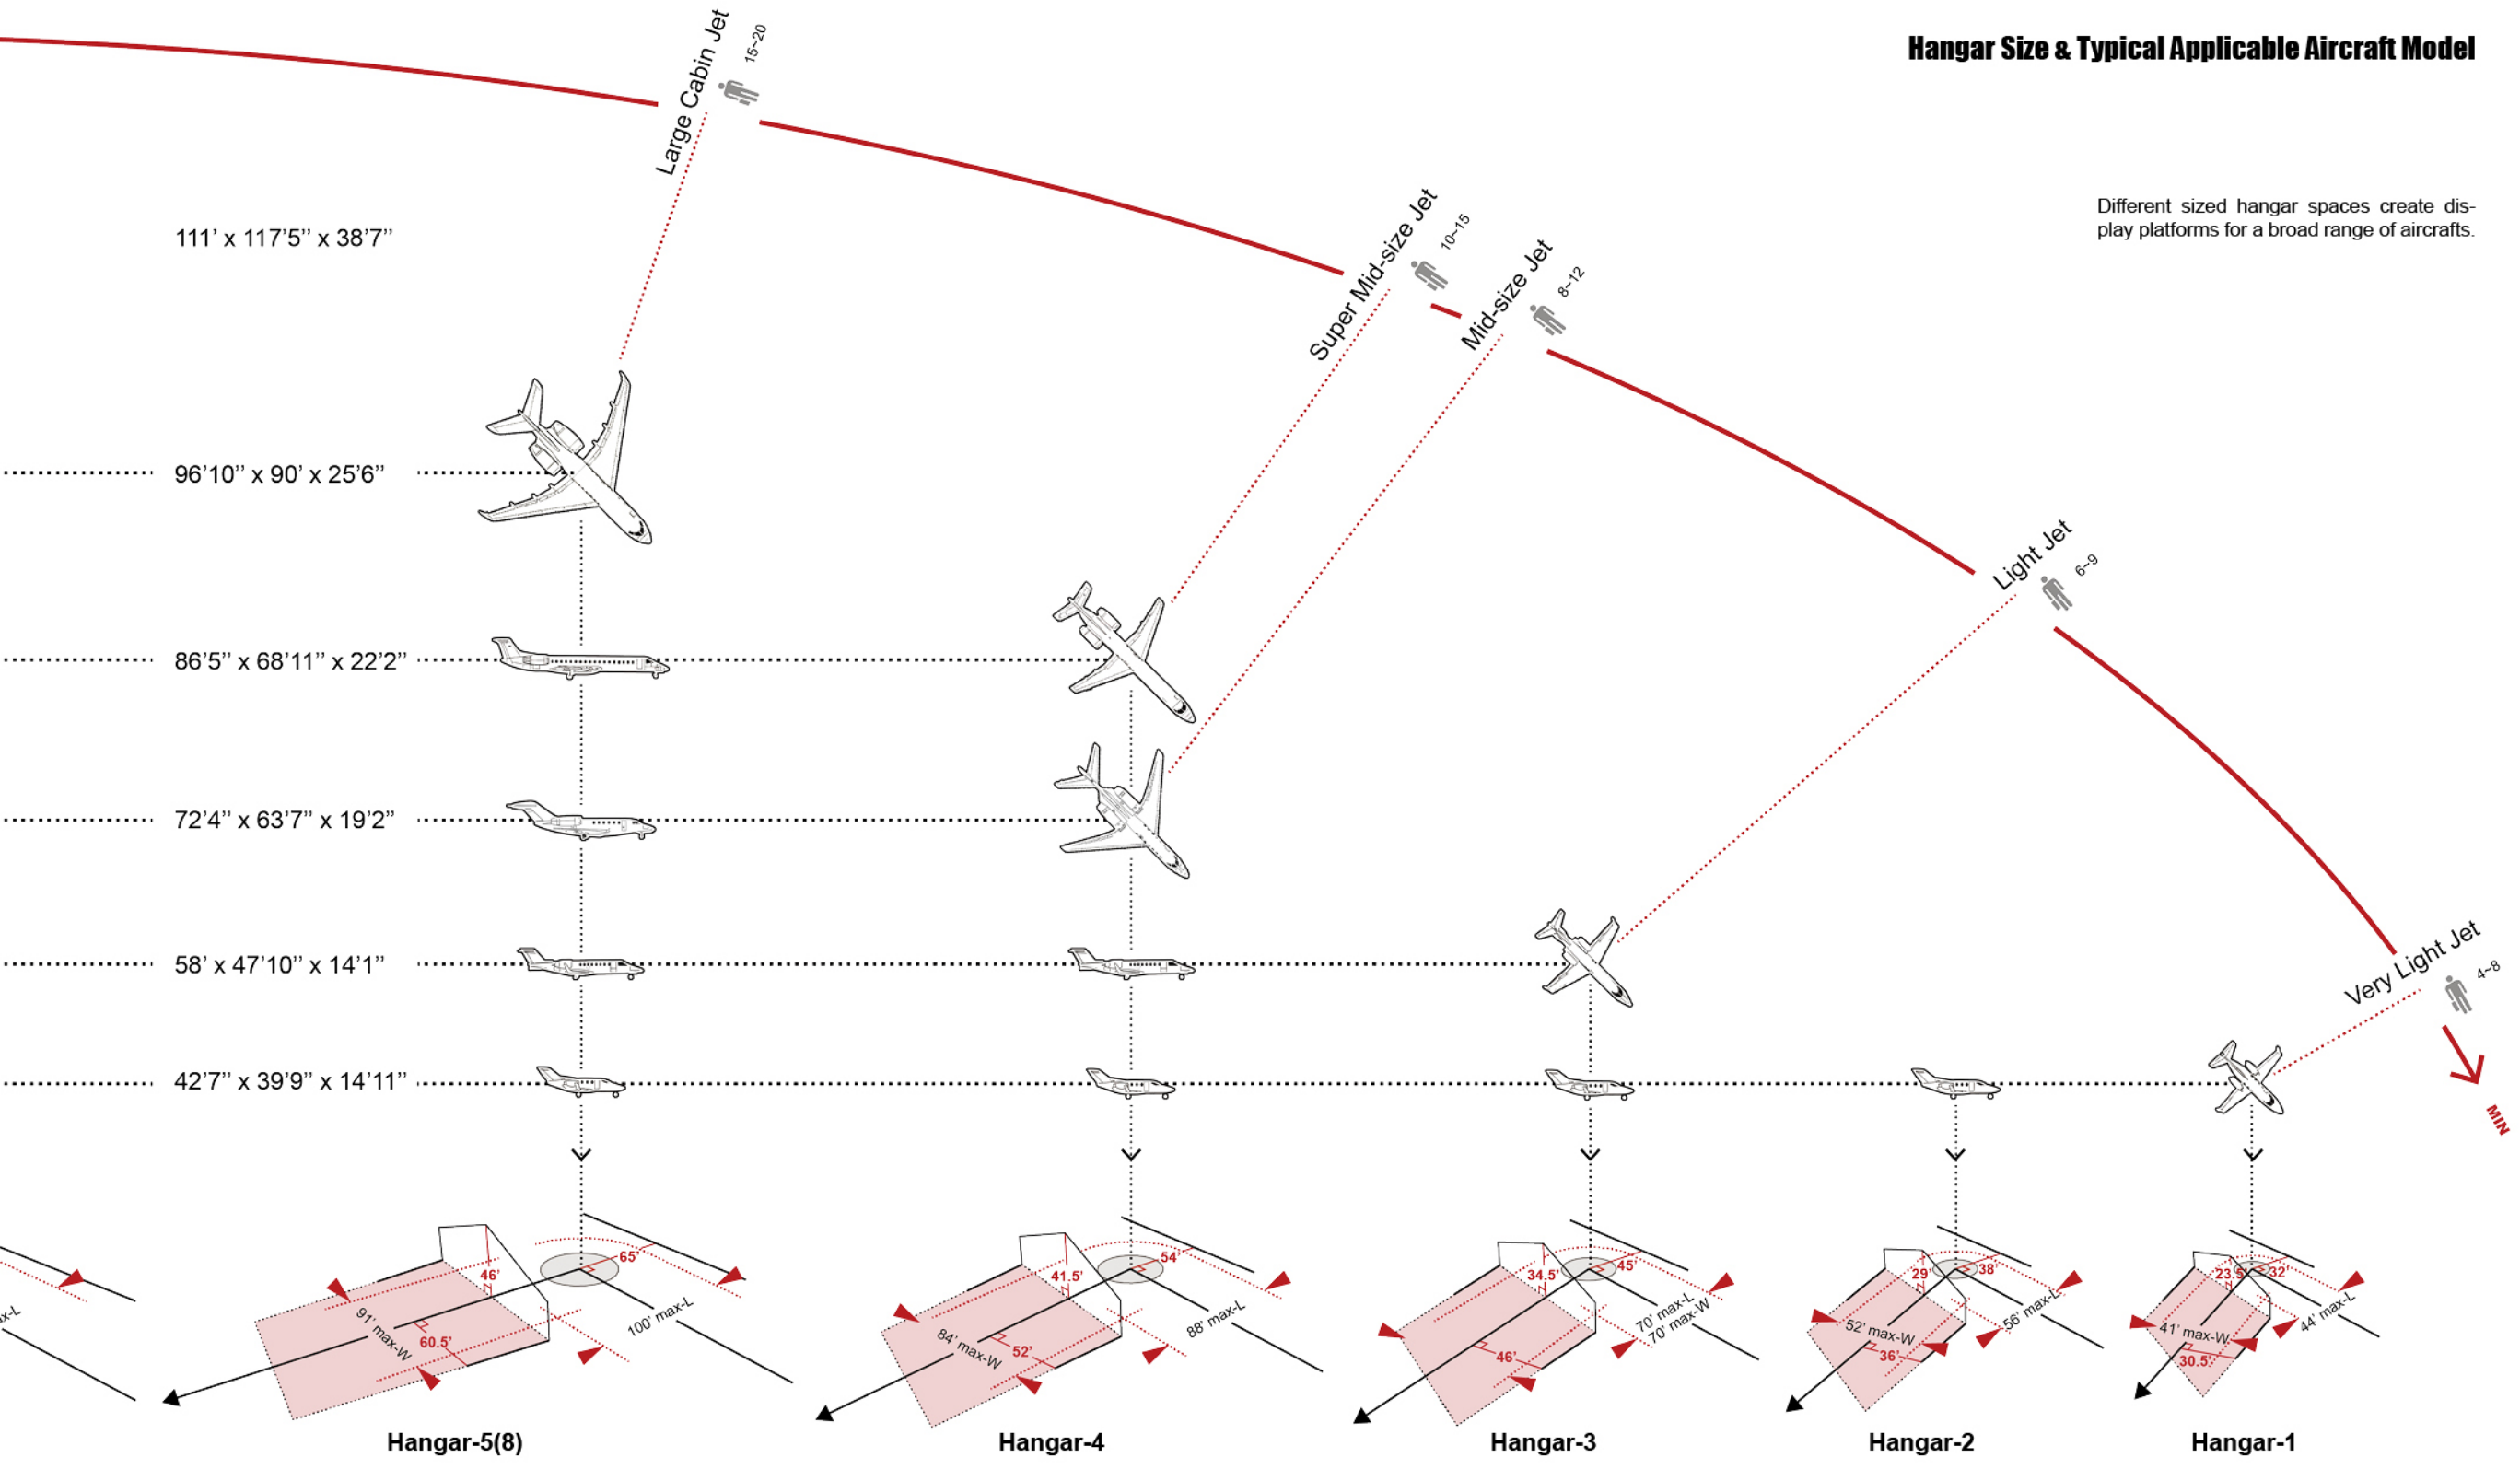 Hangar Size & Typical Applicable Aircraft Model
Different sized hangar spaces create dis-
play platforms for a broad range of aircrafts.
Large Cabin Jet
15~20
Super Mid-size Jet
10~15
Mid-size Jet
8~12
Light Jet
6~9
Very Light Jet
4~8
MIN
111’ x 117’5’’ x 38’7’’
96’10’’ x 90’ x 25’6’’
86’5’’ x 68’11’’ x 22’2’’
72’4’’ x 63’7’’ x 19’2’’
58’ x 47’10’’ x 14’1’’
42’7’’ x 39’9’’ x 14’11’’
46’
65’
91’ max-W
60.5’
100’ max-L
Hangar-5(8)
41.5’
54’
84’ max-W
52’
88’ max-L
Hangar-4
34.5’
45’
46’
70’ max-L
70’ max-W
Hangar-3
29’
38’
52’ max-W
36’
56’ max-L
Hangar-2
23.5’
32’
41’ max-W
30.5’
44’ max-L
Hangar-1